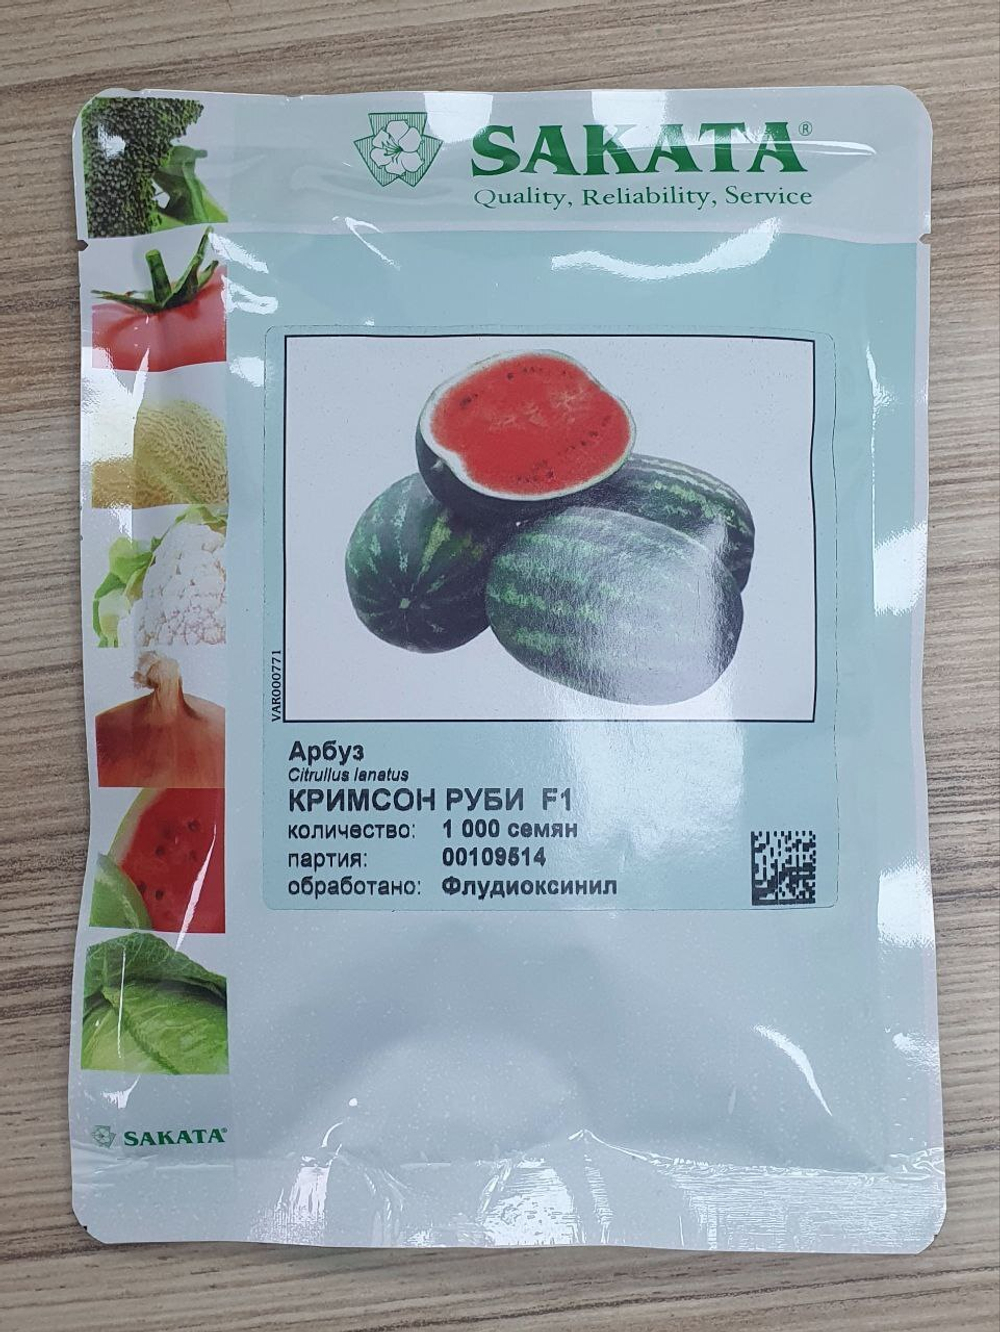 SAKATA®
Quality, Reliability, Service
VAR000771
Арбуз
Citrullus lanatus
КРИМСОН РУБИ F1
количество: 1 000 семян
партия: 00109514
обработано: Флудиоксинил
SAKATA®